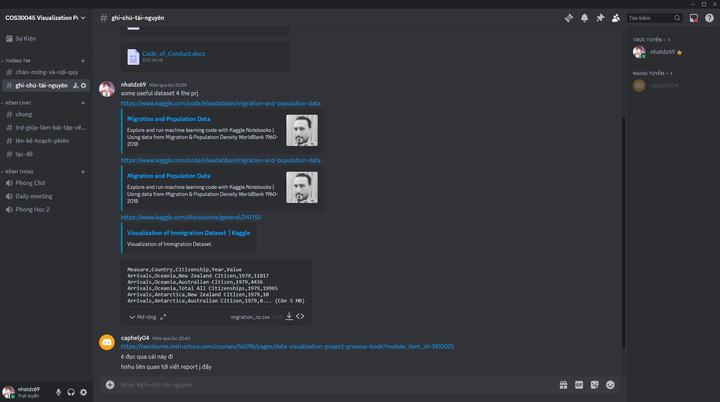 COS30045 Visualization Pr
# ghi-chú-tài-nguyên
Tìm kiếm
Sự Kiện
THÔNG TIN
# chào-mừng-và-nội-quy
# ghi-chú-tài-nguyên
KÊNH CHAT
# chung
# trợ-giúp-làm-bài-tập-về...
# lên-kế-hoạch-phiên
# lạc-đề
KÊNH THOẠI
Phòng Chờ
Daily meeting
Phòng Học 2
nhatdz69
Trực tuyến
Code_of_Conduct.docx
nhatdz69 Hôm qua lúc 22:39
some useful dataset 4 the prj
https://www.kaggle.com/code/eliasdabbas/migration-and-population-data
Migration and Population Data
Explore and run machine learning code with Kaggle Notebooks |
Using data from Migration & Population Density WorldBank 1960-
2018
https://www.kaggle.com/code/eliasdabbas/migration-and-population-data
Migration and Population Data
Explore and run machine learning code with Kaggle Notebooks |
Using data from Migration & Population Density WorldBank 1960-
2018
https://www.kaggle.com/discussions/general/247155
Visualization of Immigration Dataset | Kaggle
Visualization of Immigration Dataset .
Measure,Country,Citizenship,Year,Value
Arrivals,Oceania,New Zealand Citizen,1979,11817
Arrivals,Oceania,Australian Citizen,1979,4436
Arrivals,Oceania,Total All Citizenships,1979,19965
Arrivals,Antarctica,New Zealand Citizen,1979,10
Arrivals,Antarctica,Australian Citizen,1979,0... (Còn 5 MB)
Mở rộng
migration_nz.csv
caphely04 Hôm qua lúc 22:43
https://swinburne.instructure.com/courses/56598/pages/data-visualisation-project-process-book?module_item_id=3810025
é đọc qua cái này đi
hnhu liên quan tới viết report j đấy
Nhắn #ghi-chú-tài-nguyên
GIF
TRỰC TUYẾN — 1
nhatdz69
NGOẠI TUYẾN — 1
caphely04